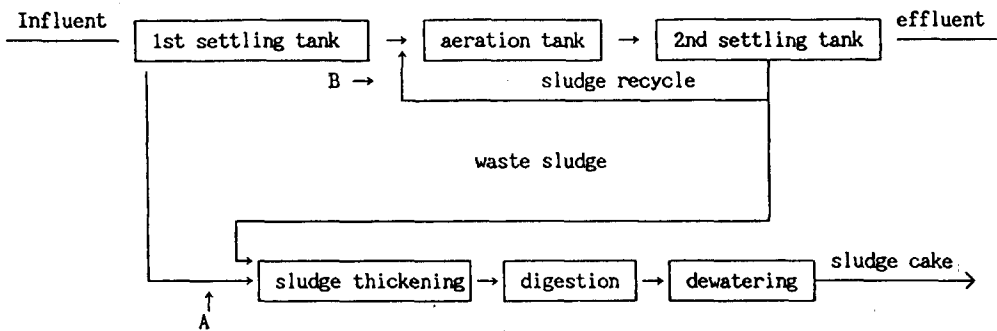 Influent
effluent
1st settling tank
aeration tank
2nd settling tank
B
sludge recycle
waste sludge
sludge thickening
digestion
dewatering
sludge cake
A